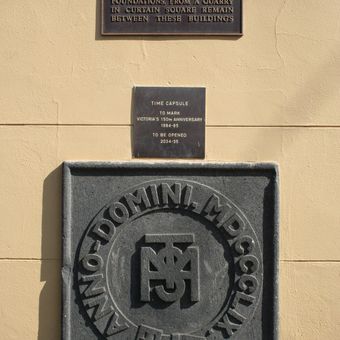 FOUNDATIONS, FROM A QUARRY
IN CURTAIN SQUARE REMAIN
BETWEEN THESE BUILDINGS
TIME CAPSULE
TO MARK
VICTORIA'S 150TH ANNIVERSARY
1984-85
TO BE OPENED
2034-35
ANNO-DOMINI. MDCCCLIX.